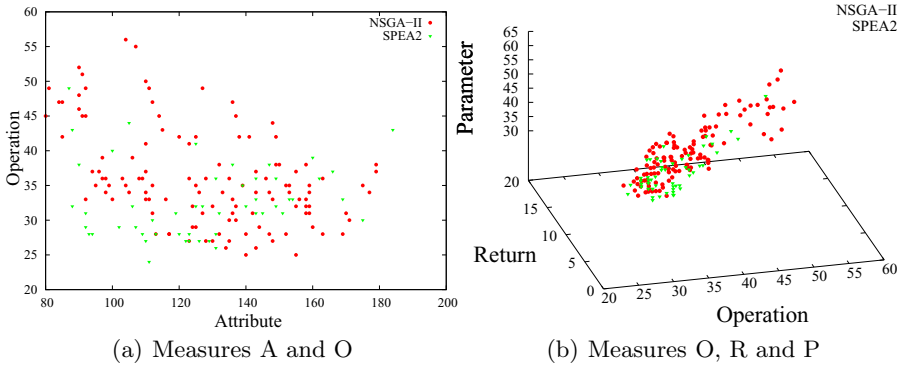 NSGA-II
SPEA2
60
55
50
45
40
35
30
25
20
Operation
80 100 120 140 160 180 200
Attribute
(a) Measures A and O
NSGA-II
SPEA2
Parameter
65
60
55
50
45
40
35
30
20
15
10
5
0
Return
20 25 30 35 40 45 50 55 60
Operation
(b) Measures O, R and P